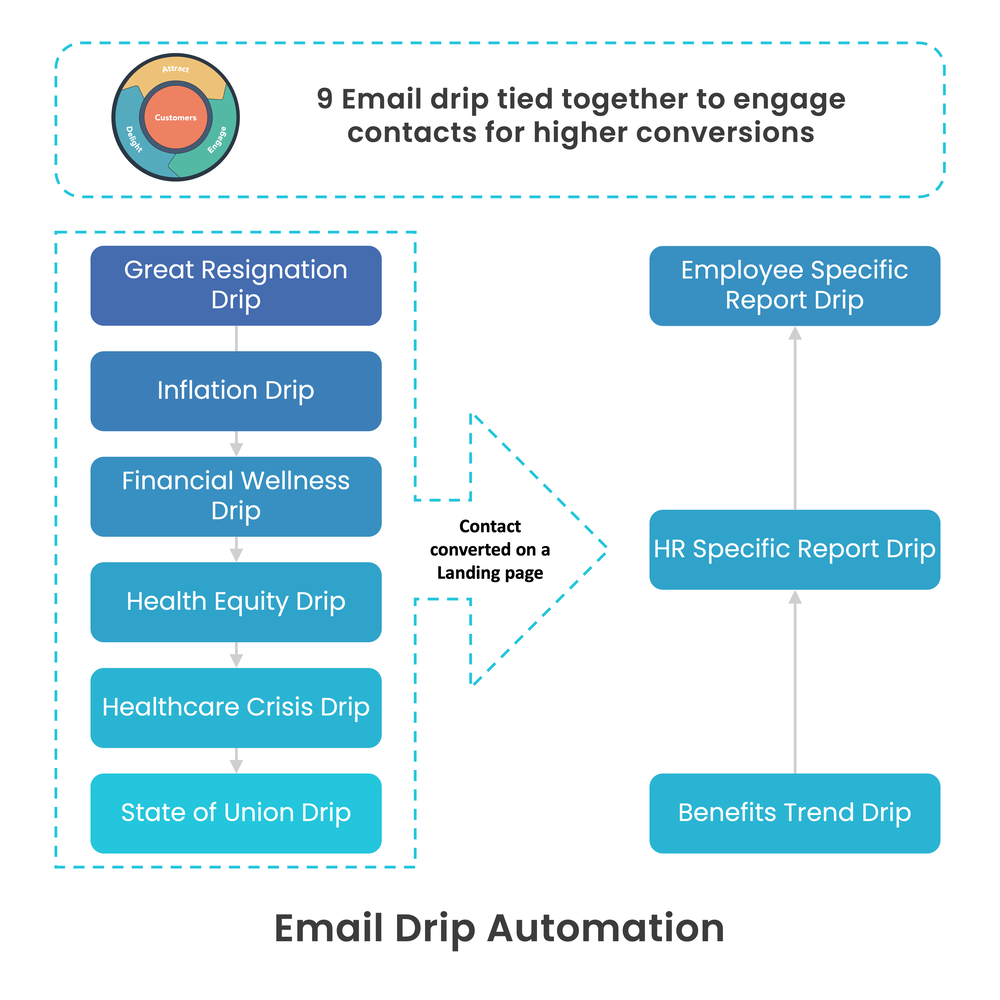 Attract
Customers
Delight
Engage
9 Email drip tied together to engage
contacts for higher conversions
Great Resignation
Drip
Inflation Drip
Financial Wellness
Drip
Health Equity Drip
Healthcare Crisis Drip
State of Union Drip
Contact
converted on a
Landing page
Employee Specific
Report Drip
HR Specific Report Drip
Benefits Trend Drip
Email Drip Automation